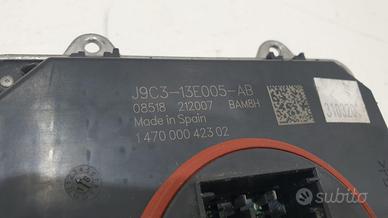 J9C3-13E005-AB
08518 212007 BAMBH
Made in Spain
1 470 000 423 02
subito